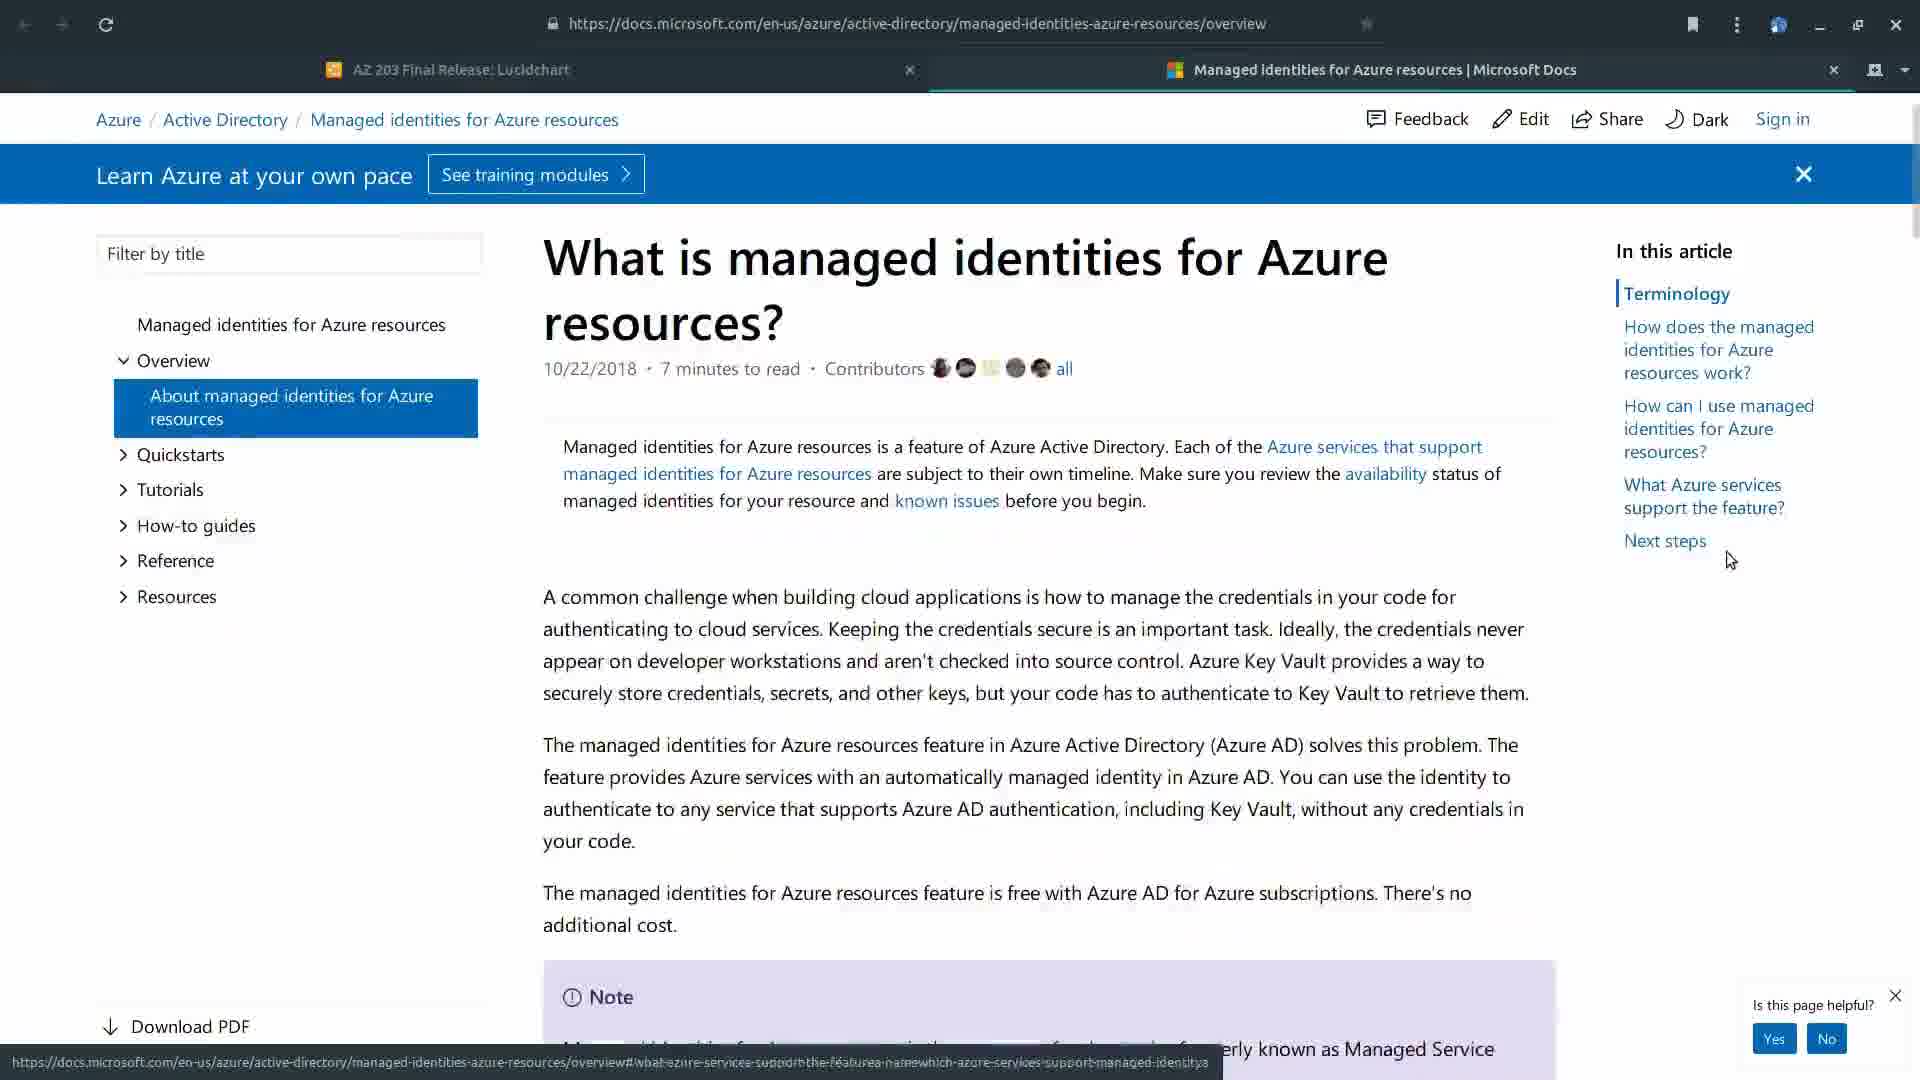 https://docs.microsoft.com/en-us/azure/active-directory/managed-identities-azure-resources/overview
AZ 203 Final Release: Lucidchart
Managed identities for Azure resources | Microsoft Docs
Azure / Active Directory / Managed identities for Azure resources
Feedback
Edit
Share
Dark
Sign in
Learn Azure at your own pace
See training modules
Filter by title
Managed identities for Azure resources
Overview
About managed identities for Azure
resources
Quickstarts
Tutorials
How-to guides
Reference
Resources
Download PDF
What is managed identities for Azure
resources?
10/22/2018 • 7 minutes to read • Contributors all
Managed identities for Azure resources is a feature of Azure Active Directory. Each of the Azure services that support
managed identities for Azure resources are subject to their own timeline. Make sure you review the availability status of
managed identities for your resource and known issues before you begin.
A common challenge when building cloud applications is how to manage the credentials in your code for
authenticating to cloud services. Keeping the credentials secure is an important task. Ideally, the credentials never
appear on developer workstations and aren't checked into source control. Azure Key Vault provides a way to
securely store credentials, secrets, and other keys, but your code has to authenticate to Key Vault to retrieve them.
The managed identities for Azure resources feature in Azure Active Directory (Azure AD) solves this problem. The
feature provides Azure services with an automatically managed identity in Azure AD. You can use the identity to
authenticate to any service that supports Azure AD authentication, including Key Vault, without any credentials in
your code.
The managed identities for Azure resources feature is free with Azure AD for Azure subscriptions. There's no
additional cost.
Note
erly known as Managed Service
In this article
Terminology
How does the managed
identities for Azure
resources work?
How can I use managed
identities for Azure
resources?
What Azure services
support the feature?
Next steps
Is this page helpful?
Yes
No
https://docs.microsoft.com/en-us/azure/active-directory/managed-identities-azure-resources/overview#what-azure-services-support-the-featurea-namewhich-azure-services-support-managed-identitya